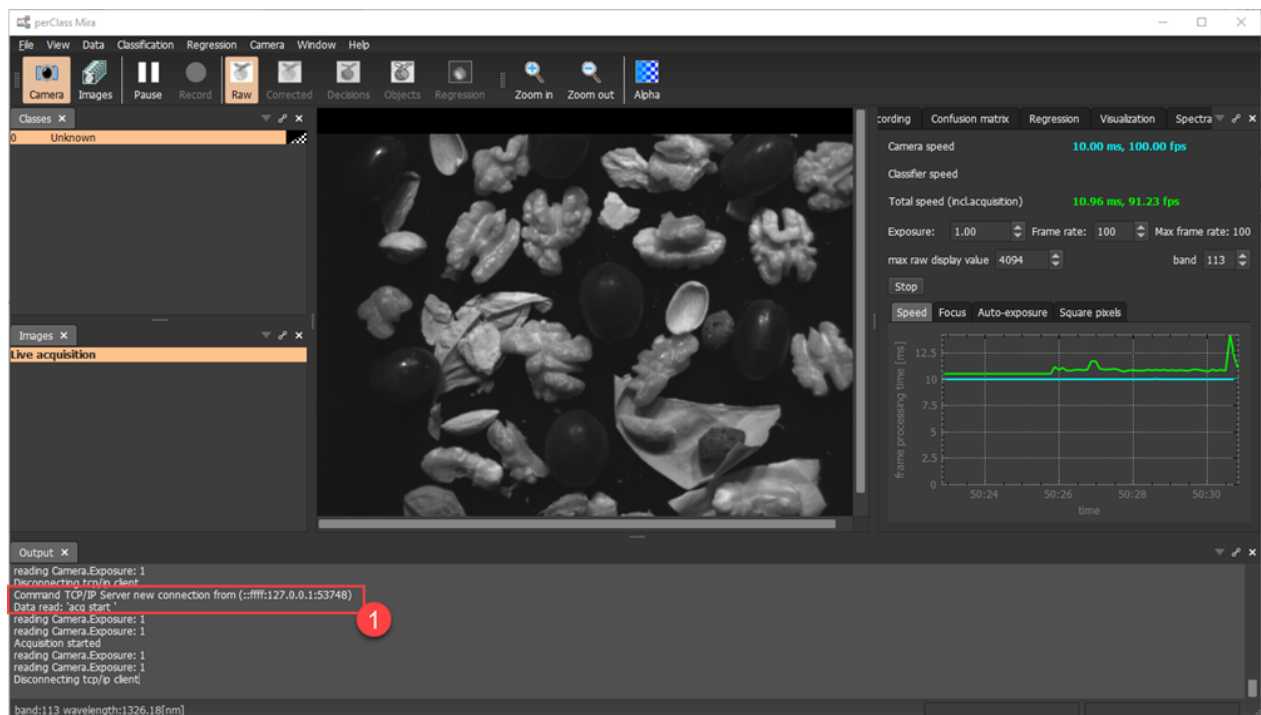 perClass Mira
File View Data Classification Regression Camera Window Help
Camera Images Pause Record Raw Corrected Decisions Objects Regression Zoom in Zoom out Alpha
Classes
0 Unknown
Images
Live acquisition
cording Confusion matrix Regression Visualization Spectra
Camera speed 10.00 ms, 100.00 fps
Classifier speed
Total speed (incl.acquisition) 10.96 ms, 91.23 fps
Exposure: 1.00 Frame rate: 100 Max frame rate: 100
max raw display value 4094 band 113
Stop
Speed Focus Auto-exposure Square pixels
frame processing time [ms]
12.5
10
7.5
5
2.5
0
50:24 50:26 50:28 50:30
time
Output
reading Camera.Exposure: 1
Disconnecting tcp/ip client
Command TCP/IP Server new connection from (::ffff:127.0.0.1:53748)
Data read: 'acq start '
1
reading Camera.Exposure: 1
reading Camera.Exposure: 1
Acquisition started
reading Camera.Exposure: 1
reading Camera.Exposure: 1
Disconnecting tcp/ip client
band:113 wavelength:1326.18[nm]